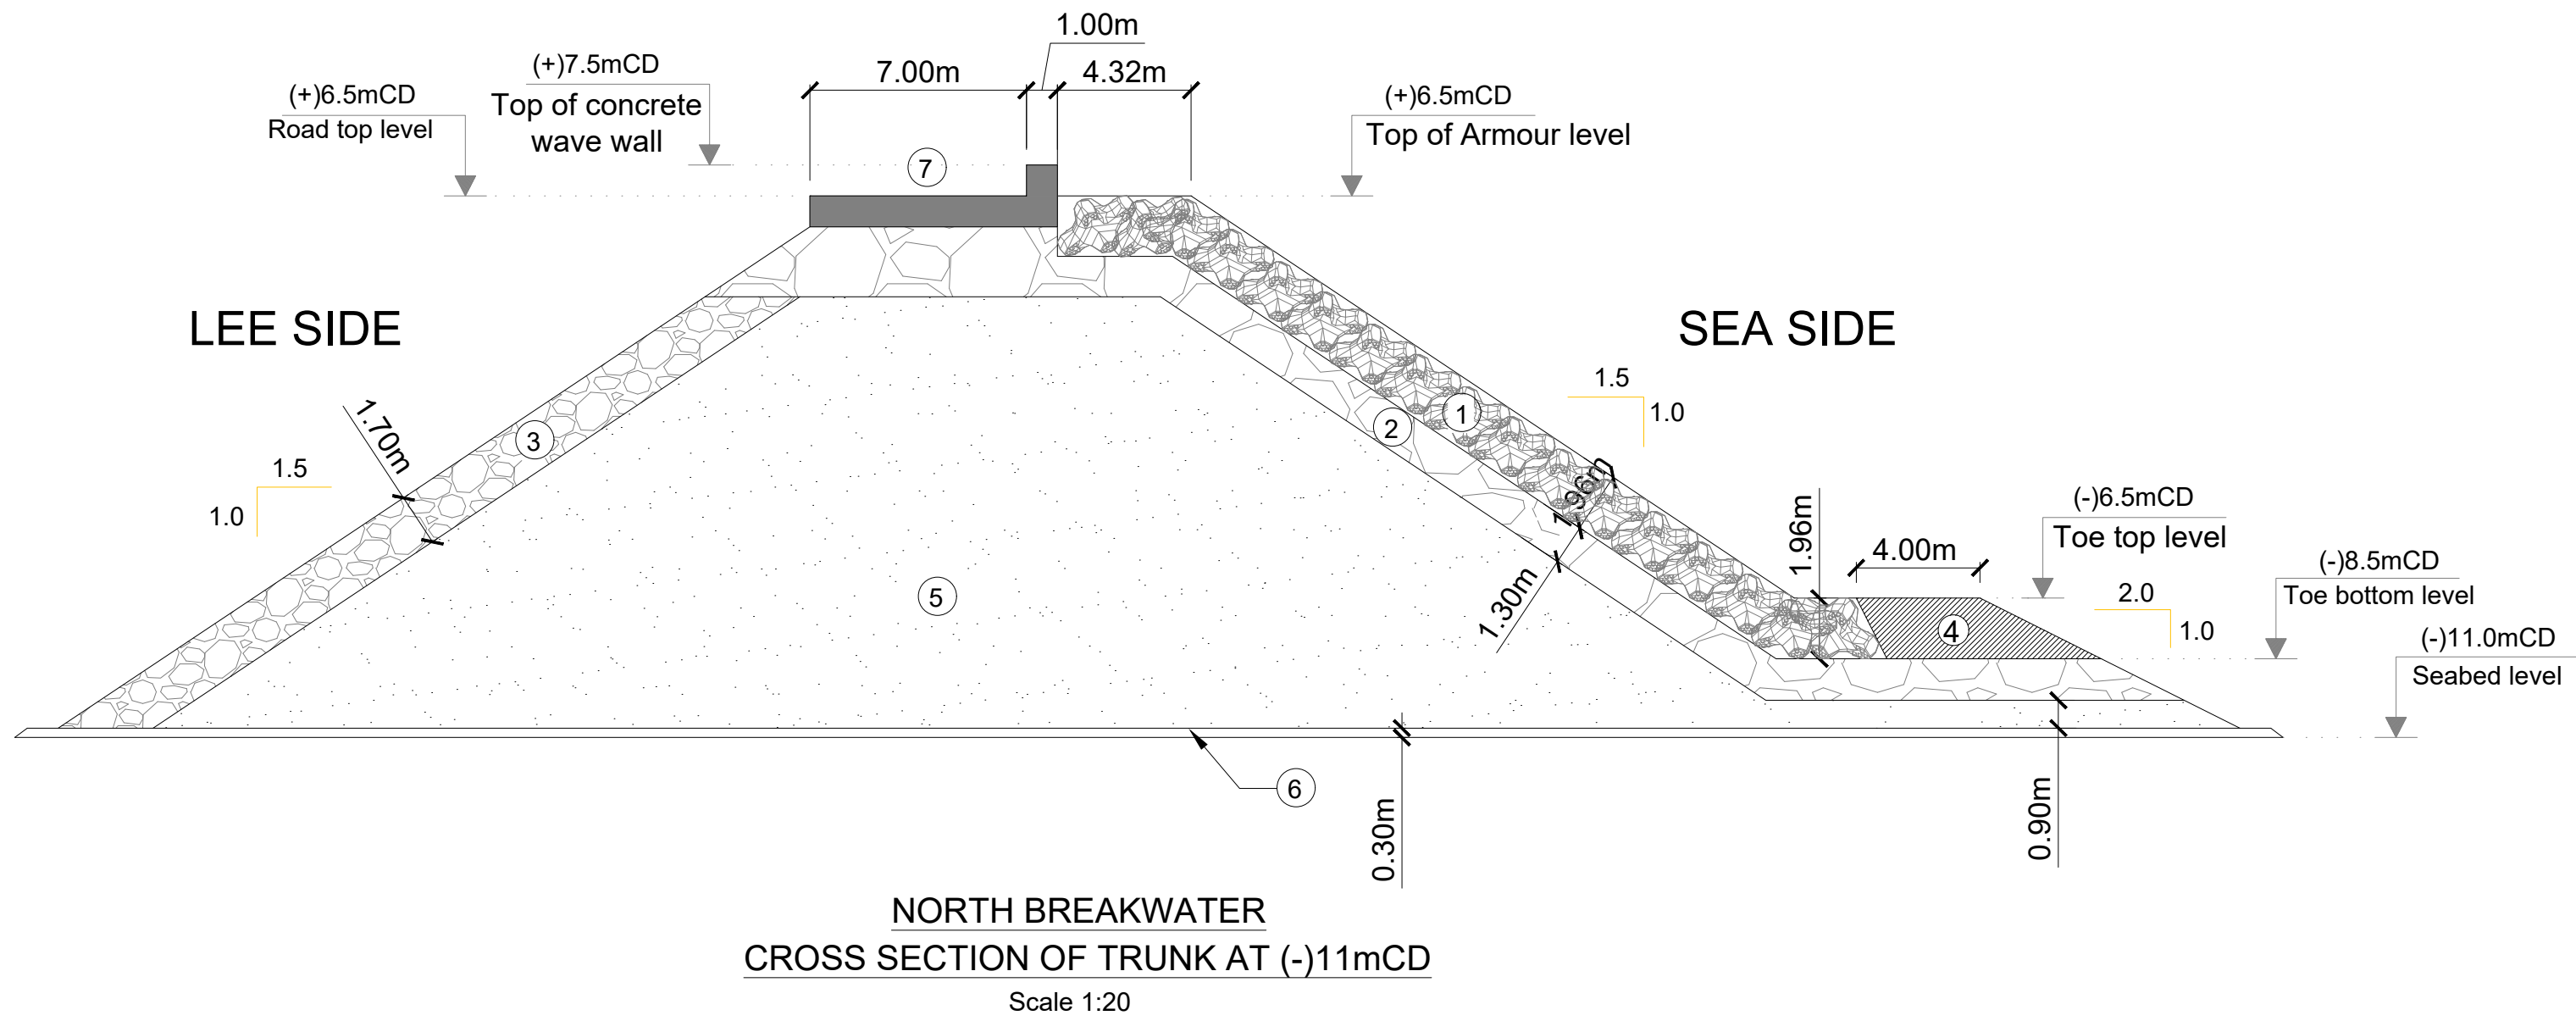 1.00m
(+)7.5mCD
7.00m
4.32m
(+)6.5mCD
Road top level
Top of concrete
wave wall
(+)6.5mCD
Top of Armour level
7
LEE SIDE
SEA SIDE
1.5
1.0
1
2
3
1.70m
1.5
1.0
1.96m
1.96m
4.00m
(-)6.5mCD
Toe top level
(-)8.5mCD
Toe bottom level
2.0
1.0
1.30m
5
4
(-)11.0mCD
Seabed level
6
0.30m
0.90m
NORTH BREAKWATER
CROSS SECTION OF TRUNK AT (-)11mCD
Scale 1:20